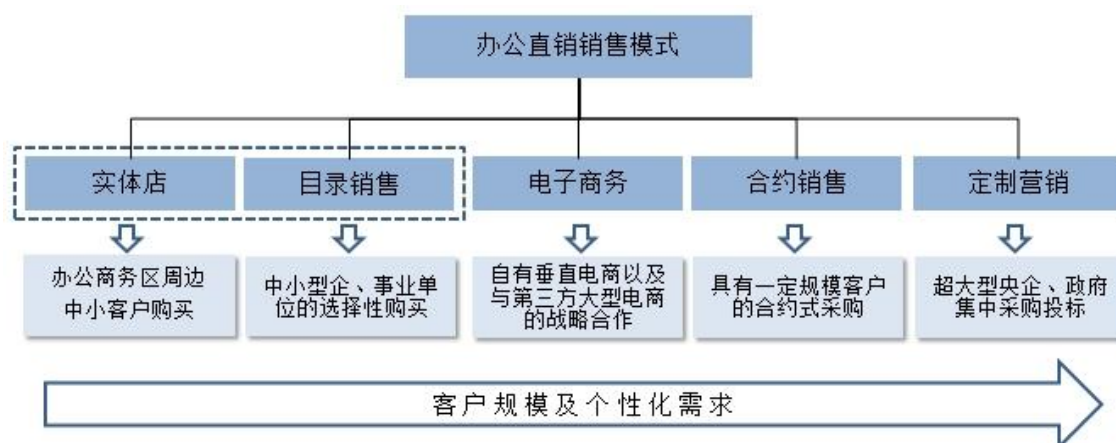 办公直销销售模式
实体店
目录销售
电子商务
合约销售
定制营销
办公商务区周边
中小客户购买
中小型企、事业单
位的选择性购买
自有垂直电商以及
与第三方大型电商
的战略合作
具有一定规模客户
的合约式采购
超大型央企、政府
集中采购投标
客户规模及个性化需求